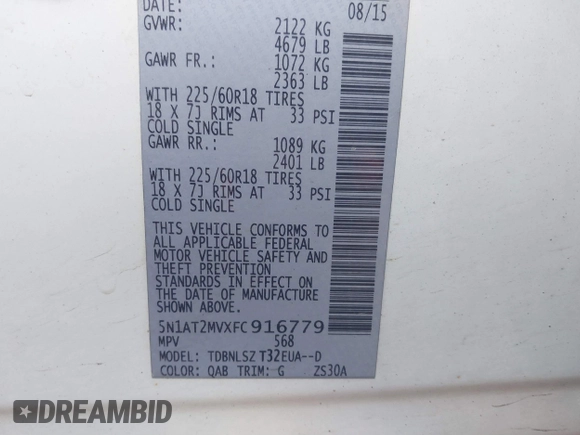 DATE: 08/15
GVWR: 2122 KG
4679 LB
GAWR FR.: 1072 KG
2363 LB
WITH 225/60R18 TIRES
18 X 7J RIMS AT 33 PSI
COLD SINGLE
GAWR RR.: 1089 KG
2401 LB
WITH 225/60R18 TIRES
18 X 7J RIMS AT 33 PSI
COLD SINGLE
THIS VEHICLE CONFORMS TO
ALL APPLICABLE FEDERAL
MOTOR VEHICLE SAFETY AND
THEFT PREVENTION
STANDARDS IN EFFECT ON
THE DATE OF MANUFACTURE
SHOWN ABOVE.
5N1AT2MVXFC916779
MPV 568
MODEL: TDBNLSZ T32EUA--D
COLOR: QAB TRIM: G ZS30A
DREAMBID
DREAMBID.COM